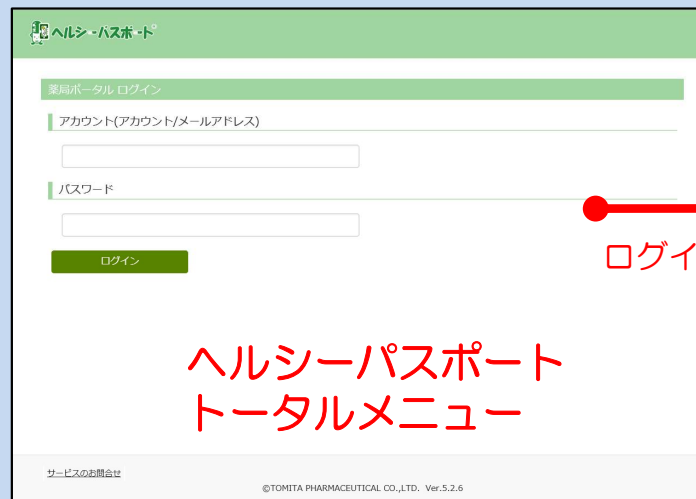 ヘルシーパスポート
薬局ポータル ログイン
アカウント(アカウント/メールアドレス)
パスワード
ログイン
ログイ
ヘルシーパスポート
トータルメニュー
サービスのお問合せ
©TOMITA PHARMACEUTICAL CO.,LTD. Ver.5.2.6